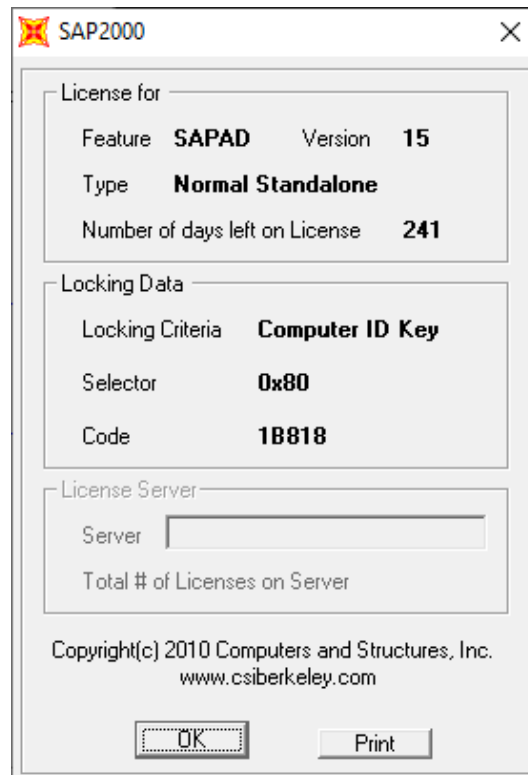 SAP2000
License for
Feature SAPAD Version 15
Type Normal Standalone
Number of days left on License 241
Locking Data
Locking Criteria Computer ID Key
Selector 0x80
Code 1B818
License Server
Server
Total # of Licenses on Server
Copyright(c) 2010 Computers and Structures, Inc.
www.csiberkeley.com
OK Print